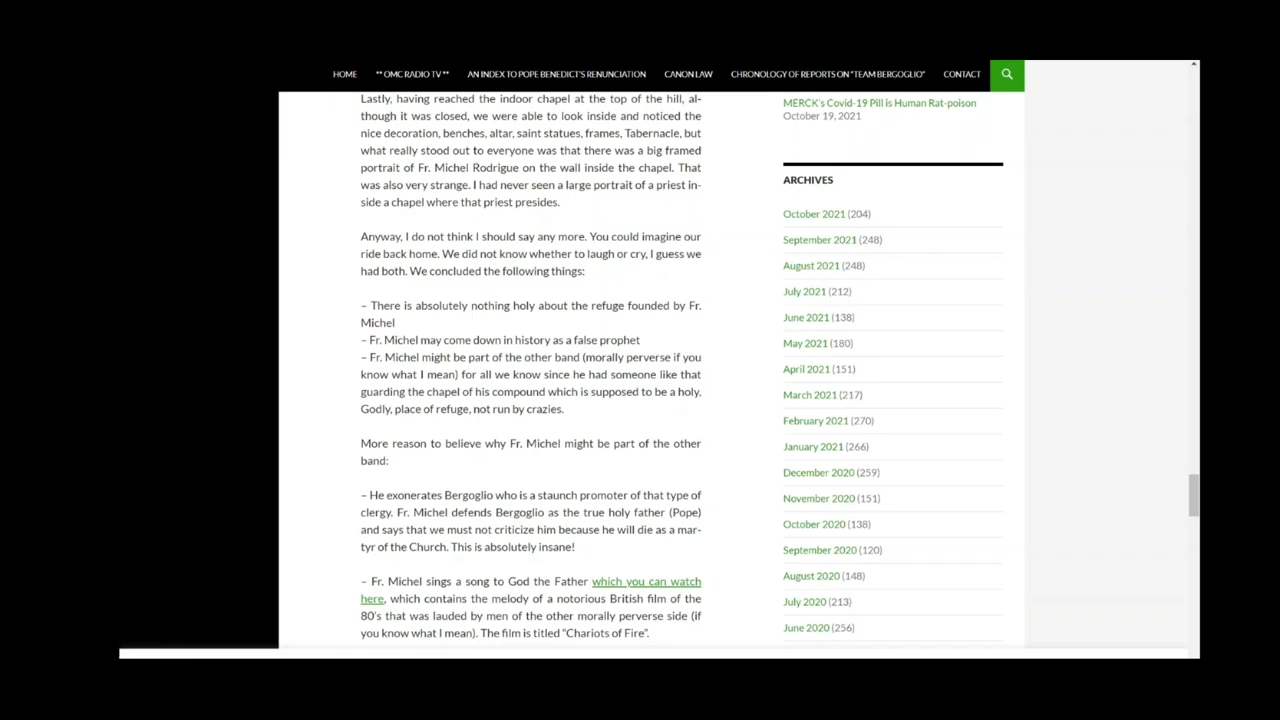 HOME ** OMC RADIO TV ** AN INDEX TO POPE BENEDICT'S RENUNCIATION CANON LAW CHRONOLOGY OF REPORTS ON "TEAM BERGOGLIO" CONTACT
Lastly, having reached the indoor chapel at the top of the hill, al-
though it was closed, we were able to look inside and noticed the
nice decoration, benches, altar, saint statues, frames, Tabernacle, but
what really stood out to everyone was that there was a big framed
portrait of Fr. Michel Rodrigue on the wall inside the chapel. That
was also very strange. I had never seen a large portrait of a priest in-
side a chapel where that priest presides.
Anyway, I do not think I should say any more. You could imagine our
ride back home. We did not know whether to laugh or cry, I guess we
had both. We concluded the following things:
– There is absolutely nothing holy about the refuge founded by Fr.
Michel
– Fr. Michel may come down in history as a false prophet
– Fr. Michel might be part of the other band (morally perverse if you
know what I mean) for all we know since he had someone like that
guarding the chapel of his compound which is supposed to be a holy,
Godly, place of refuge, not run by crazies.
More reason to believe why Fr. Michel might be part of the other
band:
– He exonerates Bergoglio who is a staunch promoter of that type of
clergy. Fr. Michel defends Bergoglio as the true holy father (Pope)
and says that we must not criticize him because he will die as a mar-
tyr of the Church. This is absolutely insane!
– Fr. Michel sings a song to God the Father which you can watch
here, which contains the melody of a notorious British film of the
80's that was lauded by men of the other morally perverse side (if
you know what I mean). The film is titled “Chariots of Fire”.
MERCK's Covid-19 Pill is Human Rat-poison
October 19, 2021
ARCHIVES
October 2021 (204)
September 2021 (248)
August 2021 (248)
July 2021 (212)
June 2021 (138)
May 2021 (180)
April 2021 (151)
March 2021 (217)
February 2021 (270)
January 2021 (266)
December 2020 (259)
November 2020 (151)
October 2020 (138)
September 2020 (120)
August 2020 (148)
July 2020 (213)
June 2020 (256)